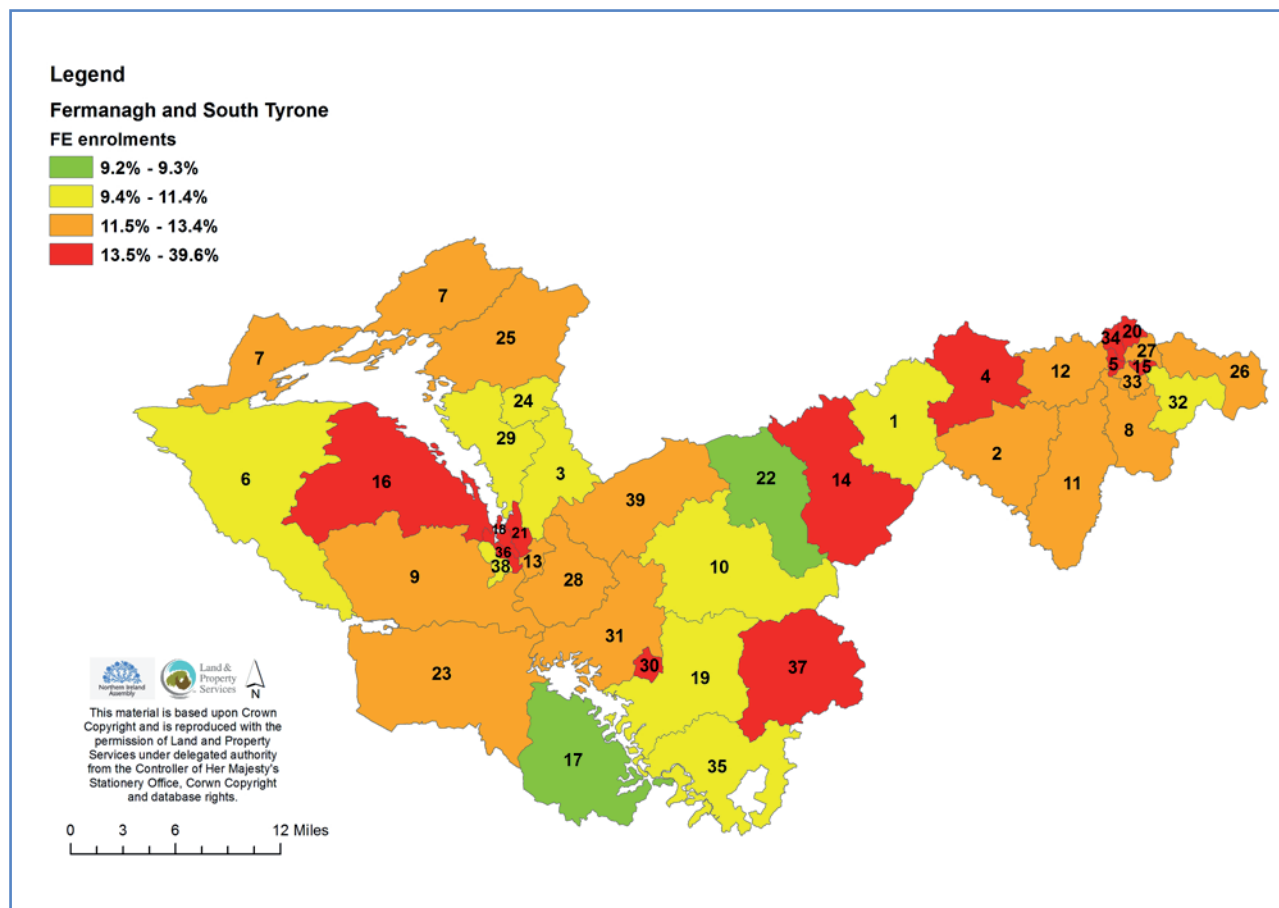 Legend
Fermanagh and South Tyrone
FE enrolments
9.2% - 9.3%
9.4% - 11.4%
11.5% - 13.4%
13.5% - 39.6%
7
7
25
24
29
3
6
16
18
21
36
38
13
9
28
39
22
14
1
4
12
2
11
34
20
27
5
15
33
26
32
8
10
31
30
19
37
23
17
35
Northern Ireland
Assembly
Land &
Property
Services
N
This material is based upon Crown
Copyright and is reproduced with the
permission of Land and Property
Services under delegated authority
from the Controller of Her Majesty's
Stationery Office, Corwn Copyright
and database rights.
0 3 6 12 Miles